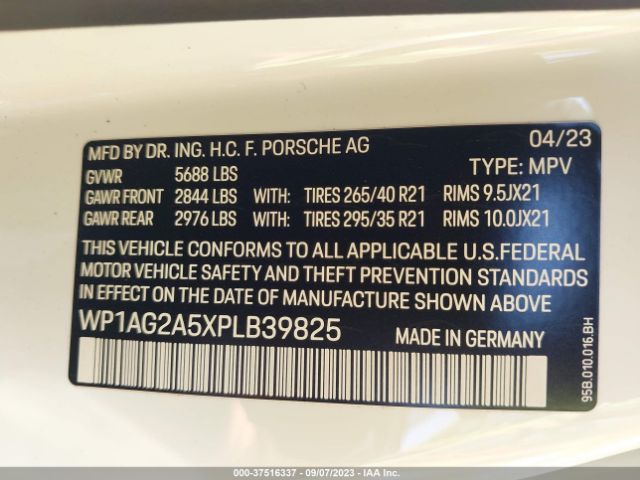 MFD BY DR. ING. H.C. F. PORSCHE AG 04/23
GVWR 5688 LBS TYPE: MPV
GAWR FRONT 2844 LBS WITH: TIRES 265/40 R21 RIMS 9.5JX21
GAWR REAR 2976 LBS WITH: TIRES 295/35 R21 RIMS 10.0JX21
THIS VEHICLE CONFORMS TO ALL APPLICABLE U.S.FEDERAL
MOTOR VEHICLE SAFETY AND THEFT PREVENTION STANDARDS
IN EFFECT ON THE DATE OF MANUFACTURE SHOWN ABOVE
WP1AG2A5XPLB39825 MADE IN GERMANY
95B.010.016.BH
000-37516337 - 09/07/2023 - IAA Inc.